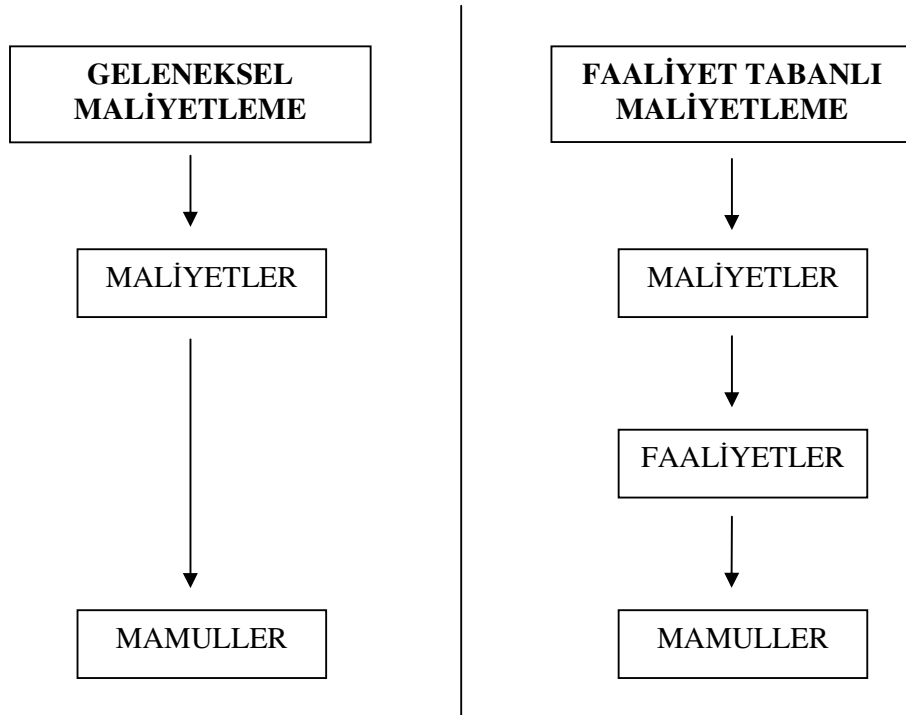 GELENEKSEL
MALİYETLEME
MALİYETLER
MAMULLER
FAALİYET TABANLI
MALİYETLEME
MALİYETLER
FAALİYETLER
MAMULLER